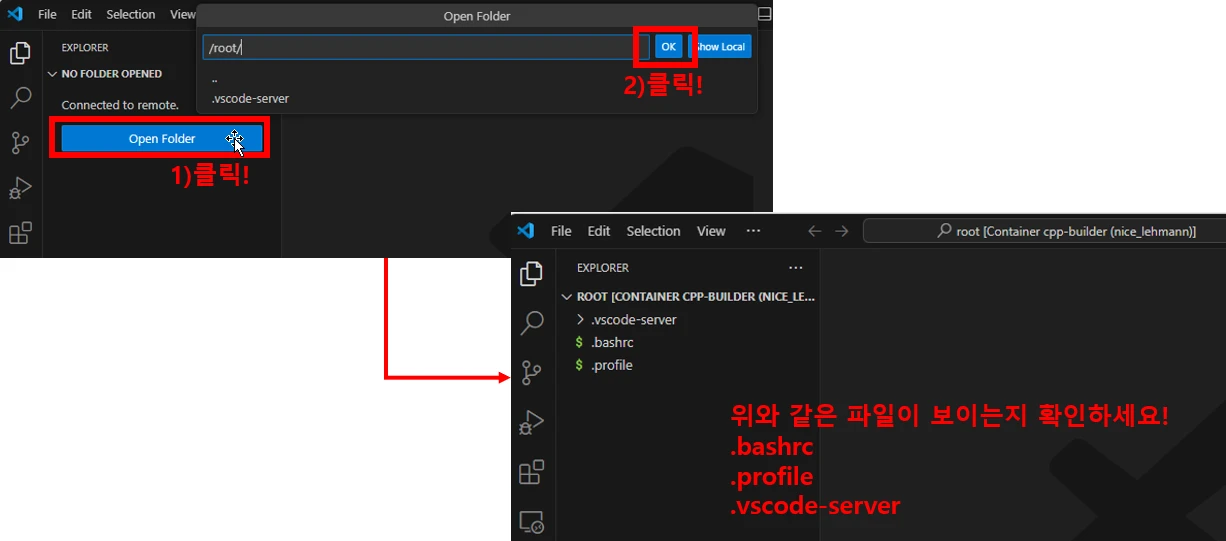 File Edit Selection View
Open Folder
EXPLORER
/root/
OK
Show Local
NO FOLDER OPENED
..
2)클릭!
.vscode-server
Connected to remote.
Open Folder
1)클릭!
File Edit Selection View ...
root [Container cpp-builder (nice_lehmann)]
EXPLORER
...
ROOT [CONTAINER CPP-BUILDER (NICE_LE...
.vscode-server
$ .bashrc
$ .profile
위와 같은 파일이 보이는지 확인하세요!
.bashrc
.profile
.vscode-server